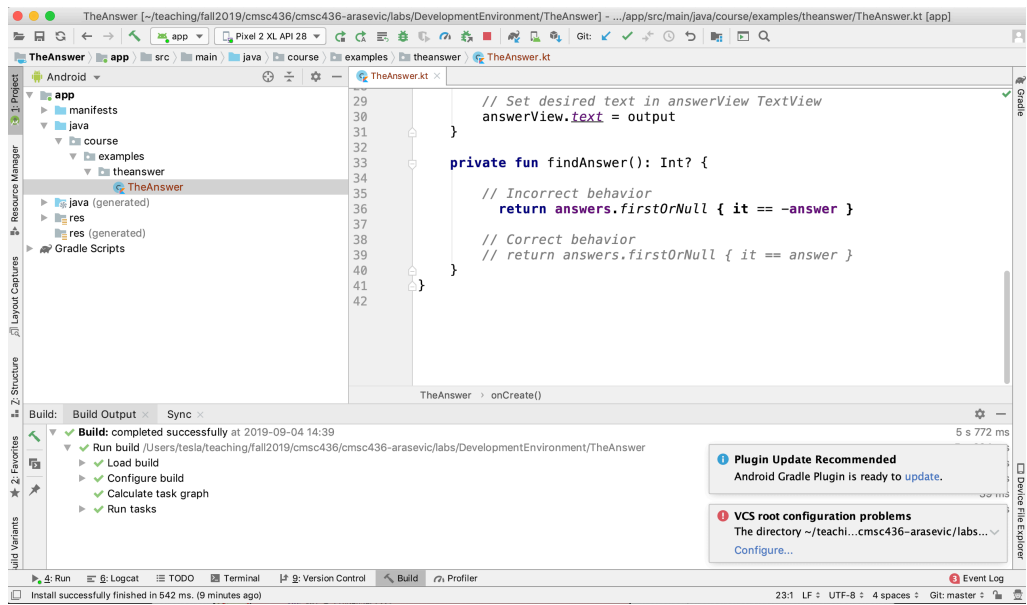 TheAnswer [~/teaching/fall2019/cmsc436/cmsc436-arasevic/labs/DevelopmentEnvironment/TheAnswer] - .../app/src/main/java/course/examples/theanswer/TheAnswer.kt [app]
app Pixel 2 XL API 28 Git:
TheAnswer app src main java course examples theanswer TheAnswer.kt
1: Project
Resource Manager
Layout Captures
Z: Structure
2: Favorites
uild Variants
Android
app
manifests
java
course
examples
theanswer
TheAnswer
java (generated)
res
res (generated)
Gradle Scripts
TheAnswer.kt
29 // Set desired text in answerView TextView
30 answerView.text = output
31 }
32
33 private fun findAnswer(): Int? {
34
35 // Incorrect behavior
36 return answers.firstOrNull { it == -answer }
37
38 // Correct behavior
39 // return answers.firstOrNull { it == answer }
40 }
41 }
42
TheAnswer › onCreate()
Gradle
Device File Explorer
Build: Build Output Sync
Build: completed successfully at 2019-09-04 14:39 5 s 772 ms
Run build /Users/tesla/teaching/fall2019/cmsc436/cmsc436-arasevic/labs/DevelopmentEnvironment/TheAnswer
Load build
Configure build
Calculate task graph
Run tasks
Plugin Update Recommended
Android Gradle Plugin is ready to update.
VCS root configuration problems
The directory ~/teachi...cmsc436-arasevic/labs...
Configure...
4: Run 6: Logcat TODO Terminal 9: Version Control Build Profiler 3 Event Log
Install successfully finished in 542 ms. (9 minutes ago) 23:1 LF UTF-8 4 spaces Git: master